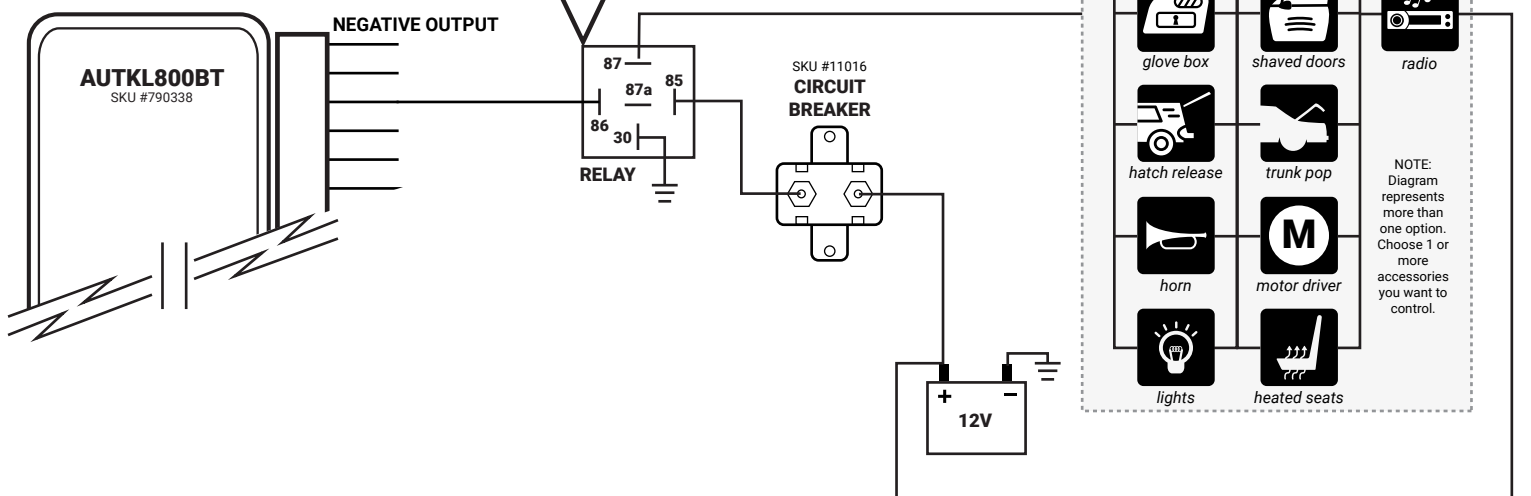 NEGATIVE OUTPUT
AUTKL800BT
SKU #790338
87
87a
85
86
30
RELAY
SKU #11016
CIRCUIT
BREAKER
+
–
12V
glove box
shaved doors
radio
hatch release
trunk pop
horn
M
motor driver
lights
heated seats
NOTE:
Diagram
represents
more than
one option.
Choose 1 or
more
accessories
you want to
control.